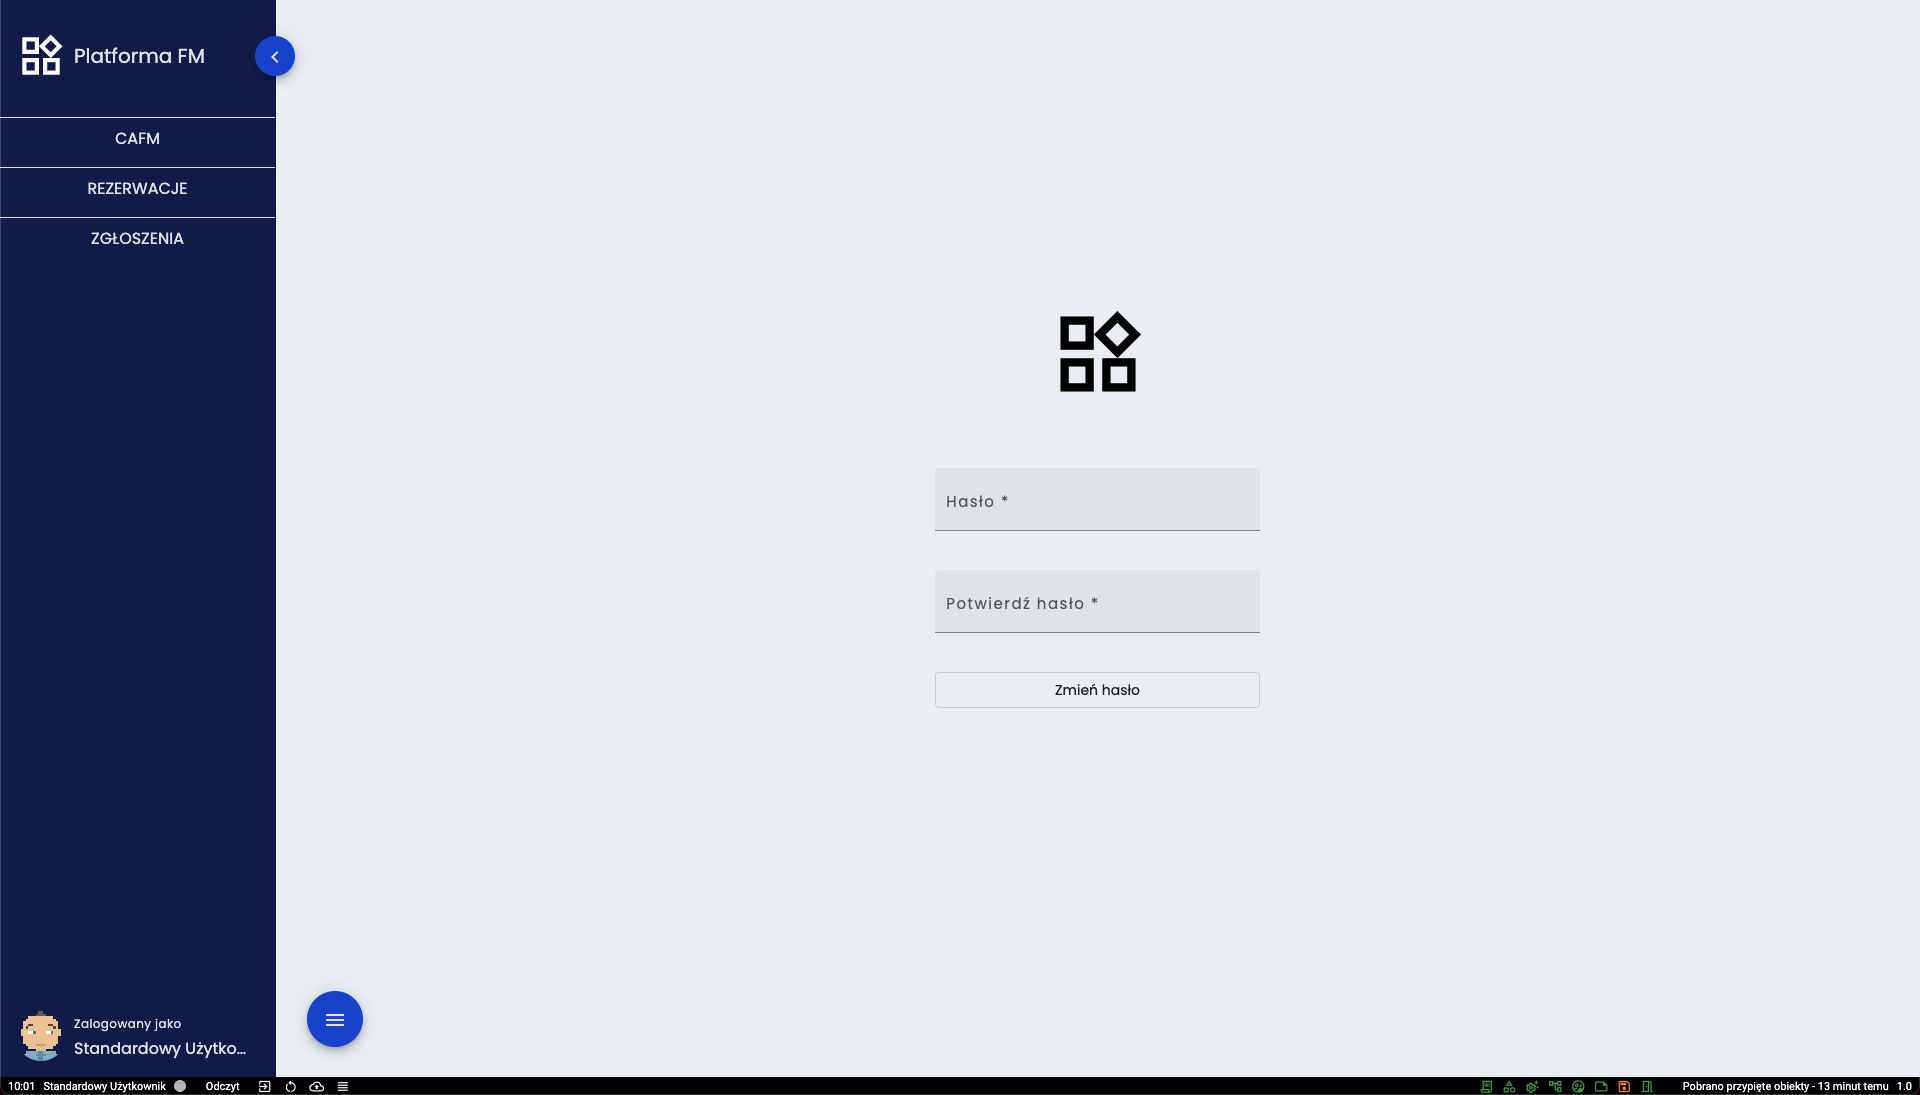 Platforma FM
CAFM
REZERWACJE
ZGŁOSZENIA
Hasło *
Potwierdź hasło *
Zmień hasło
Zalogowany jako
Standardowy Użytko...
10:01 Standardowy Użytkownik Odczyt Pobrano przypięte obiekty - 13 minut temu 1.0